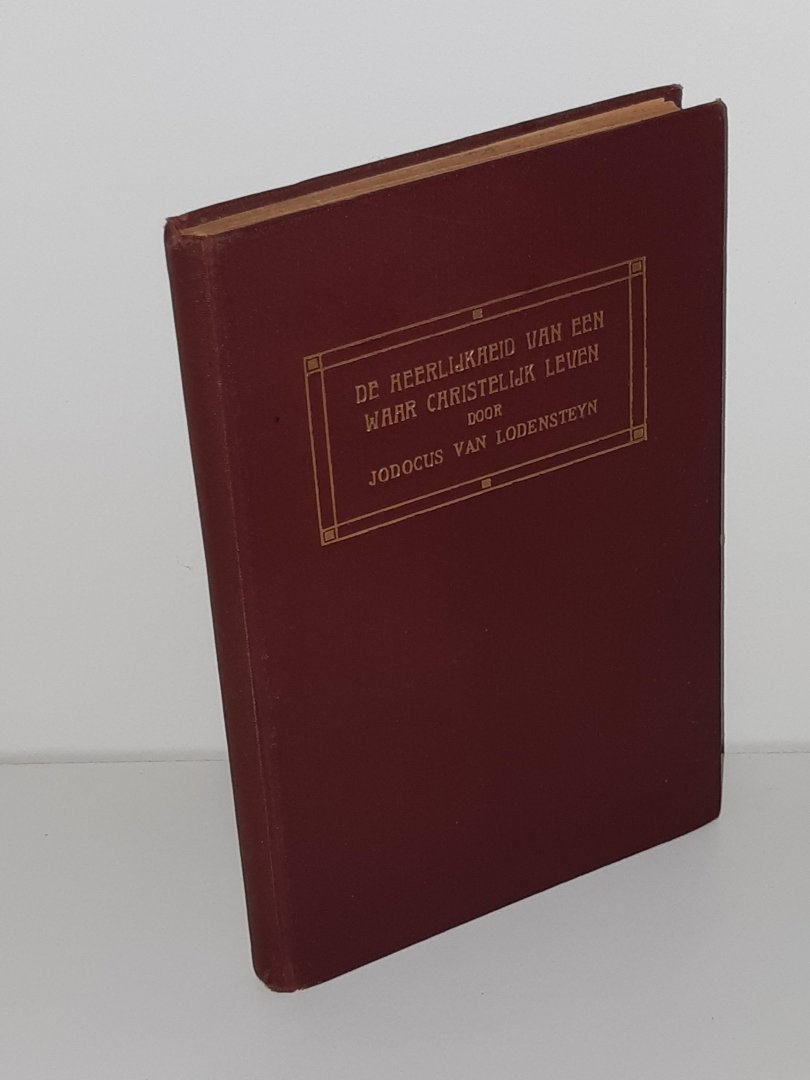 DE HEERLIJKHEID VAN EEN
WAAR CHRISTELIJK LEVEN
DOOR
JODOCUS VAN LODENSTEYN